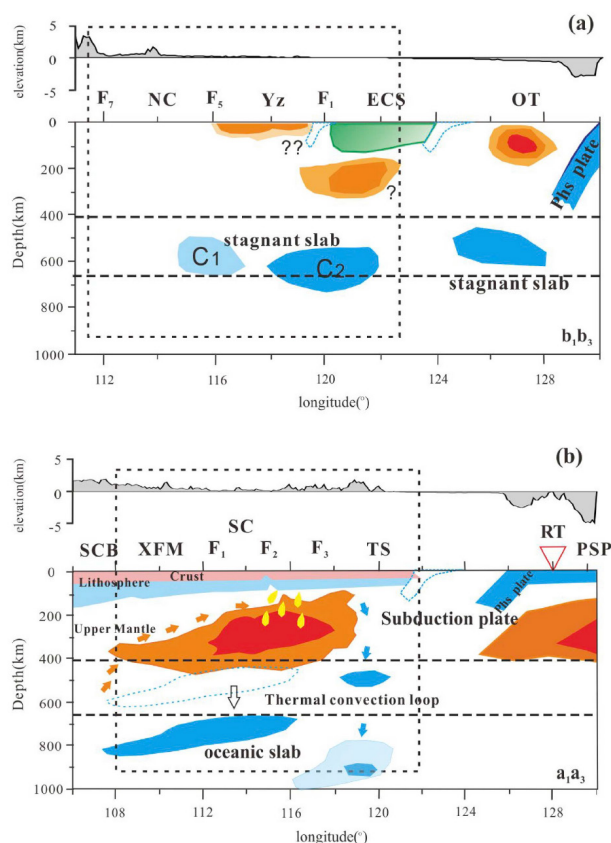 (a)
elevation(km)
5
0
-5
F₇ NC F₅ Yz F₁ ECS OT
Depth(km)
0
200
400
600
800
1000
??
?
Phs plate
stagnant slab
C1
C2
stagnant slab
b₁b₃
112 116 120 124 128
longitude(°)
(b)
elevation(km)
5
0
-5
SC
SCB XFM F₁ F₂ F₃ TS RT PSP
Depth(km)
0
200
400
600
800
1000
Crust
Lithosphere
Phs plate
Upper Mantle
Subduction plate
Thermal convection loop
oceanic slab
a₁a₃
108 112 116 120 124 128
longitude(°)